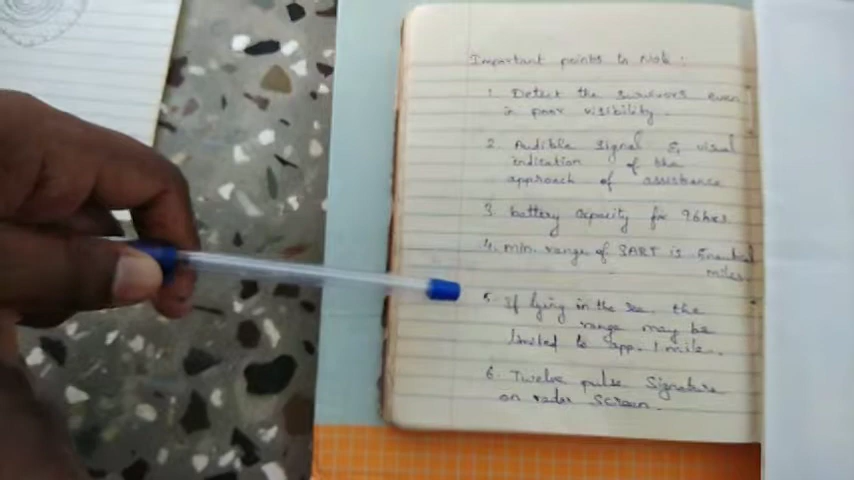 Important points to Note :
1. Detect the survivors even
in poor visibility.
2. Audible signal & visual
indication of the
approach of assistance
3. battery capacity for 96hrs
4. min. range of SART is 5nautical
miles.
5. If lying in the sea, the
range may be
limited to app. 1 mile.
6. Twelve pulse Signature
on radar Screen.